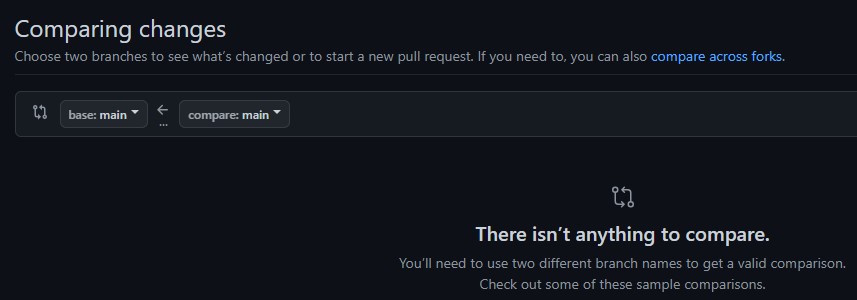 Comparing changes
Choose two branches to see what's changed or to start a new pull request. If you need to, you can also compare across forks.
base: main
compare: main
...
There isn’t anything to compare.
You'll need to use two different branch names to get a valid comparison.
Check out some of these sample comparisons.